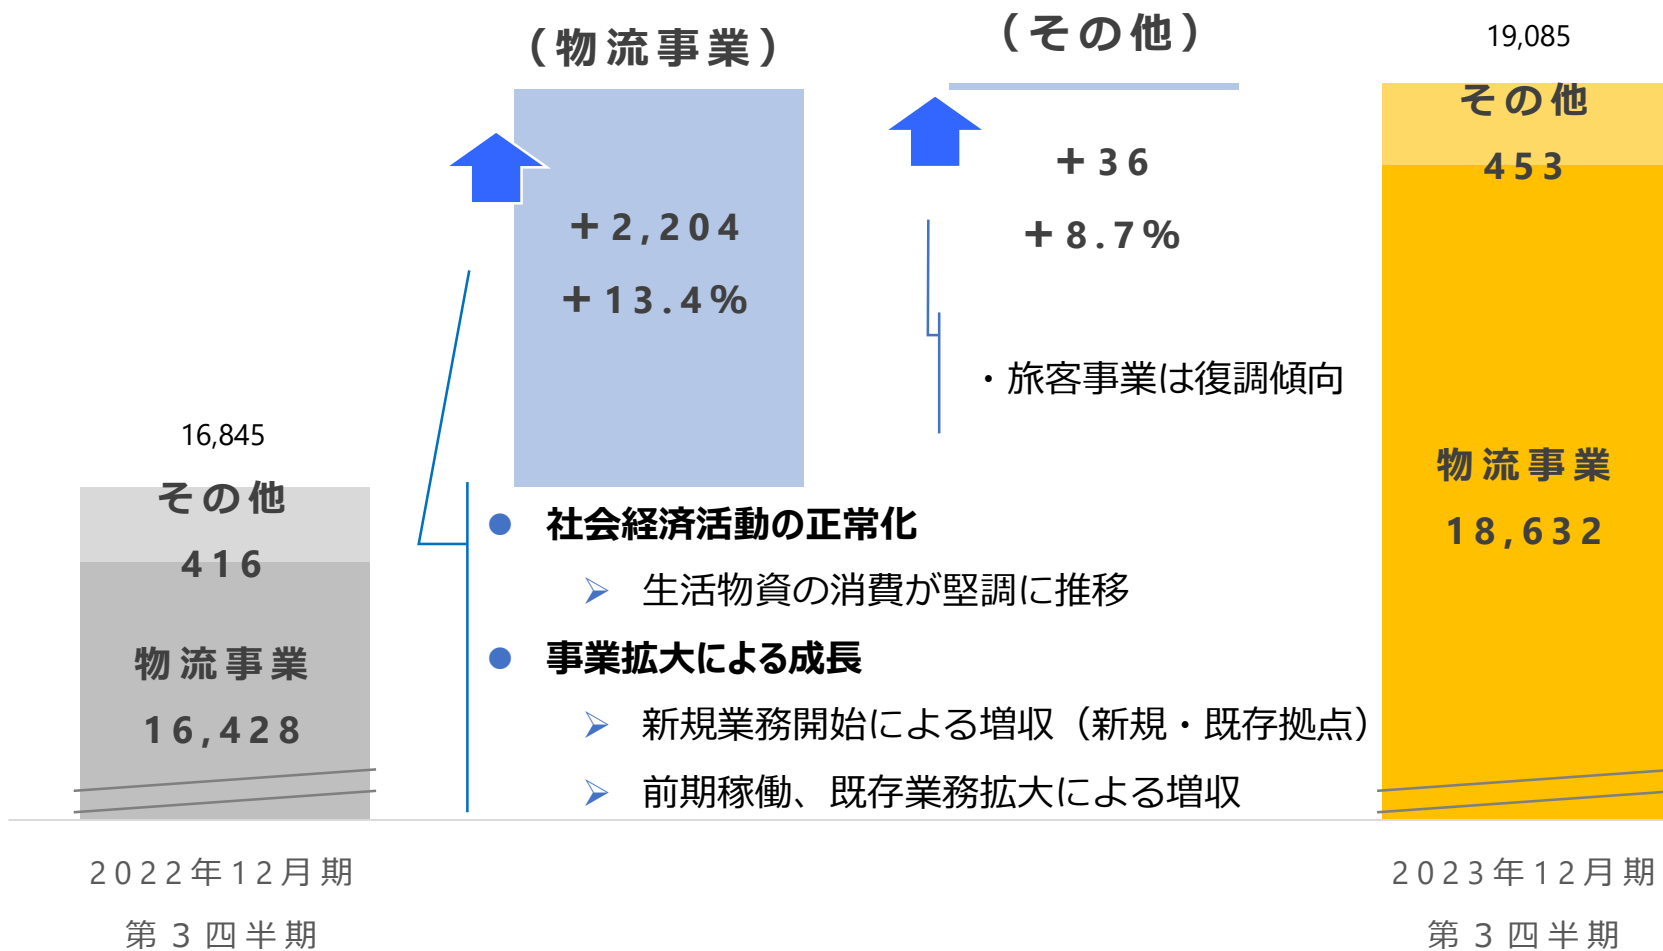 （物流事業）
（その他）
19,085
その他
453
＋2,204
＋13.4%
＋36
＋8.7%
・旅客事業は復調傾向
16,845
その他
416
物流事業
16,428
物流事業
18,632
● 社会経済活動の正常化
➢ 生活物資の消費が堅調に推移
● 事業拡大による成長
➢ 新規業務開始による増収（新規・既存拠点）
➢ 前期稼働、既存業務拡大による増収
2022年12月期
第３四半期
2023年12月期
第３四半期